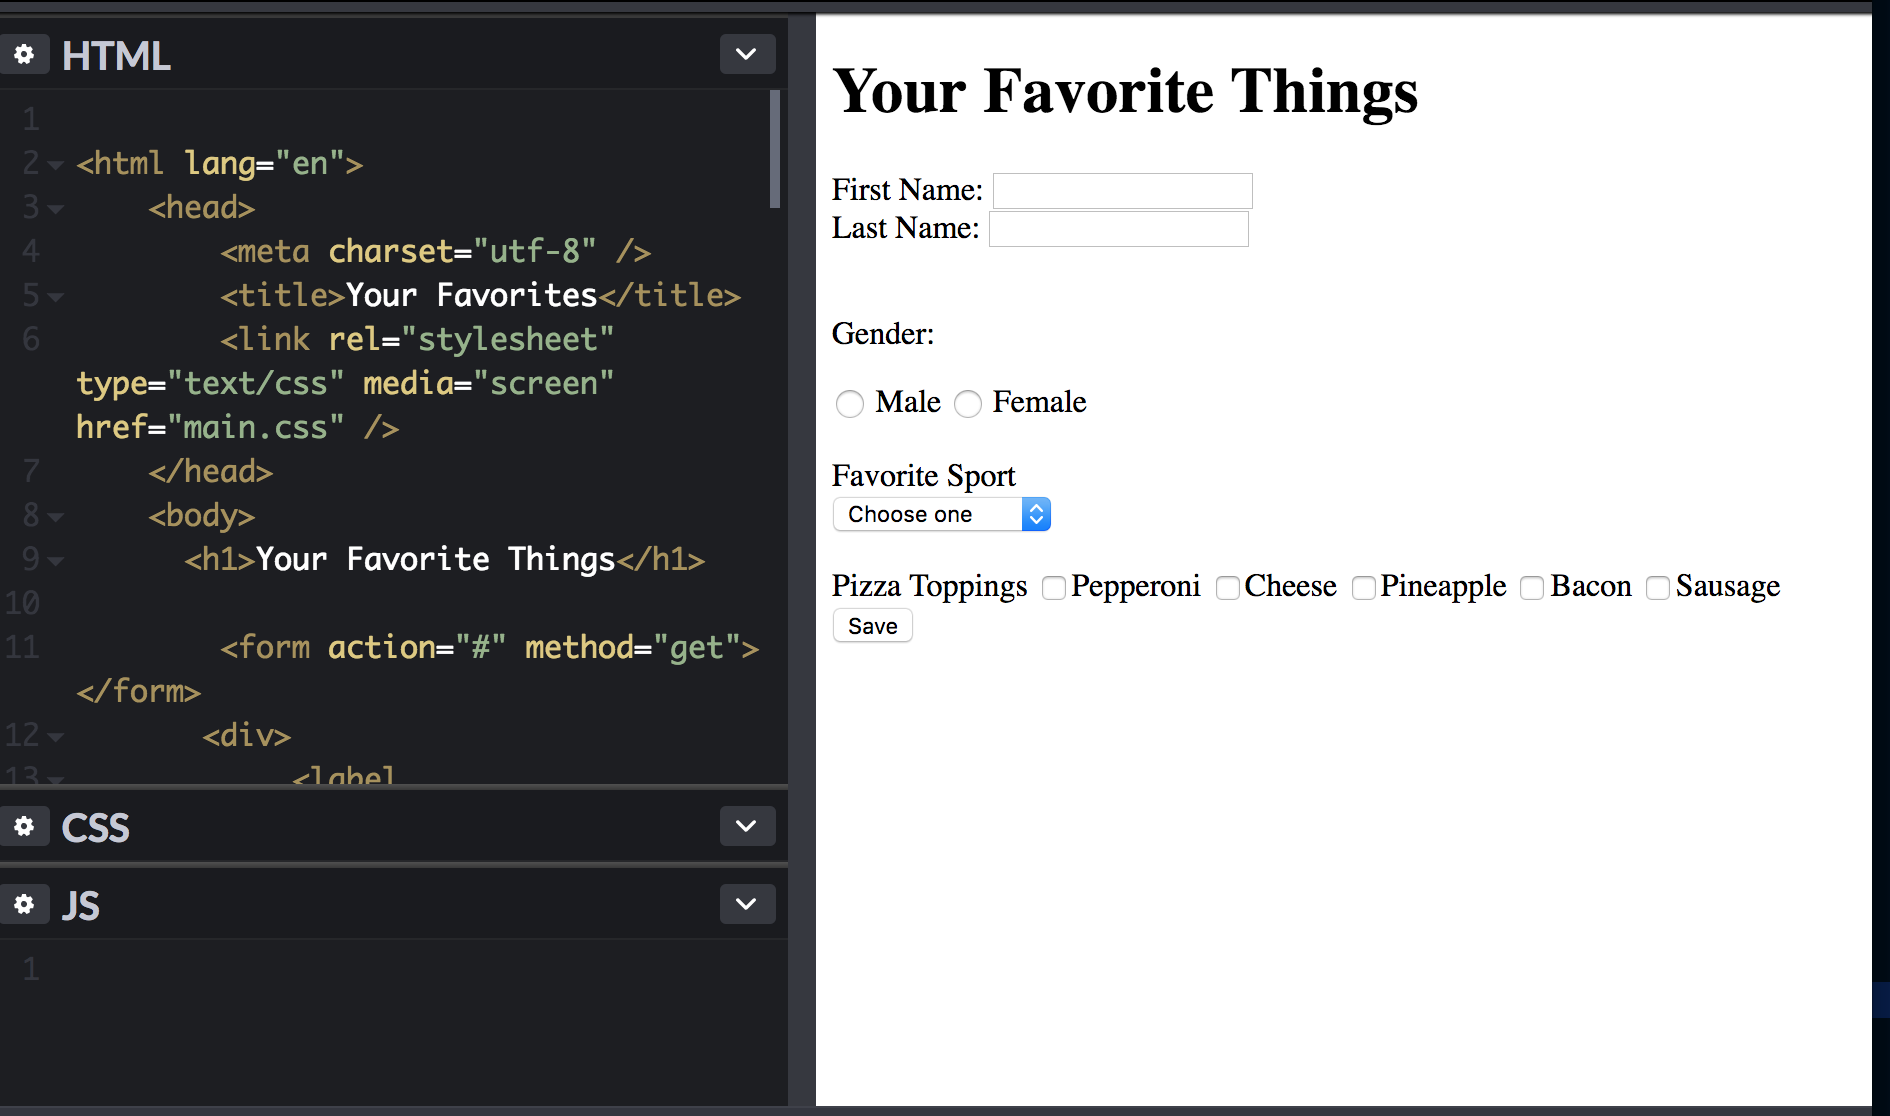 HTML
1
2 <html lang="en">
3 <head>
4 <meta charset="utf-8" />
5 <title>Your Favorites</title>
6 <link rel="stylesheet"
type="text/css" media="screen"
href="main.css" />
7 </head>
8 <body>
9 <h1>Your Favorite Things</h1>
10
11 <form action="#" method="get">
</form>
12 <div>
13 <label
CSS
JS
1
Your Favorite Things
First Name:
Last Name:
Gender:
Male Female
Favorite Sport
Choose one
Pizza Toppings Pepperoni Cheese Pineapple Bacon Sausage
Save